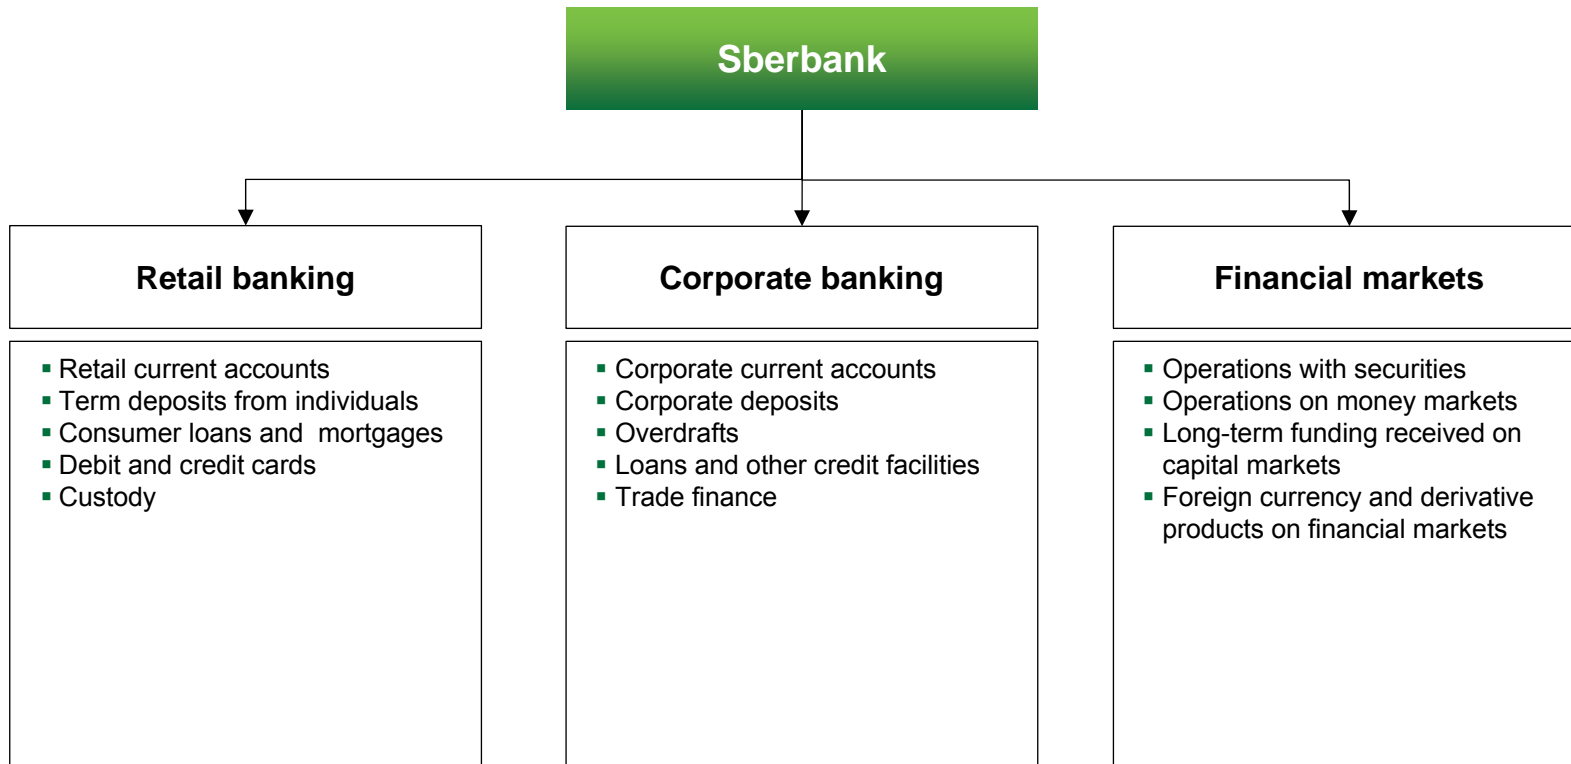 Sberbank
Retail banking
▪ Retail current accounts
▪ Term deposits from individuals
▪ Consumer loans and  mortgages
▪ Debit and credit cards
▪ Custody
Corporate banking
▪ Corporate current accounts
▪ Corporate deposits
▪ Overdrafts
▪ Loans and other credit facilities
▪ Trade finance
Financial markets
▪ Operations with securities
▪ Operations on money markets
▪ Long-term funding received on
capital markets
▪ Foreign currency and derivative
products on financial markets